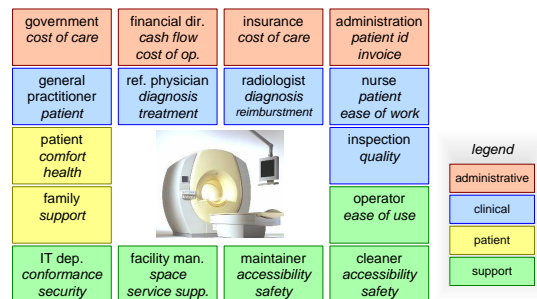 government
cost of care
financial dir.
cash flow
cost of op.
insurance
cost of care
administration
patient id
invoice
general
practitioner
patient
ref. physician
diagnosis
treatment
radiologist
diagnosis
reimburstment
nurse
patient
ease of work
patient
comfort
health
inspection
quality
family
support
operator
ease of use
IT dep.
conformance
security
facility man.
space
service supp.
maintainer
accessibility
safety
cleaner
accessibility
safety
legend
administrative
clinical
patient
support